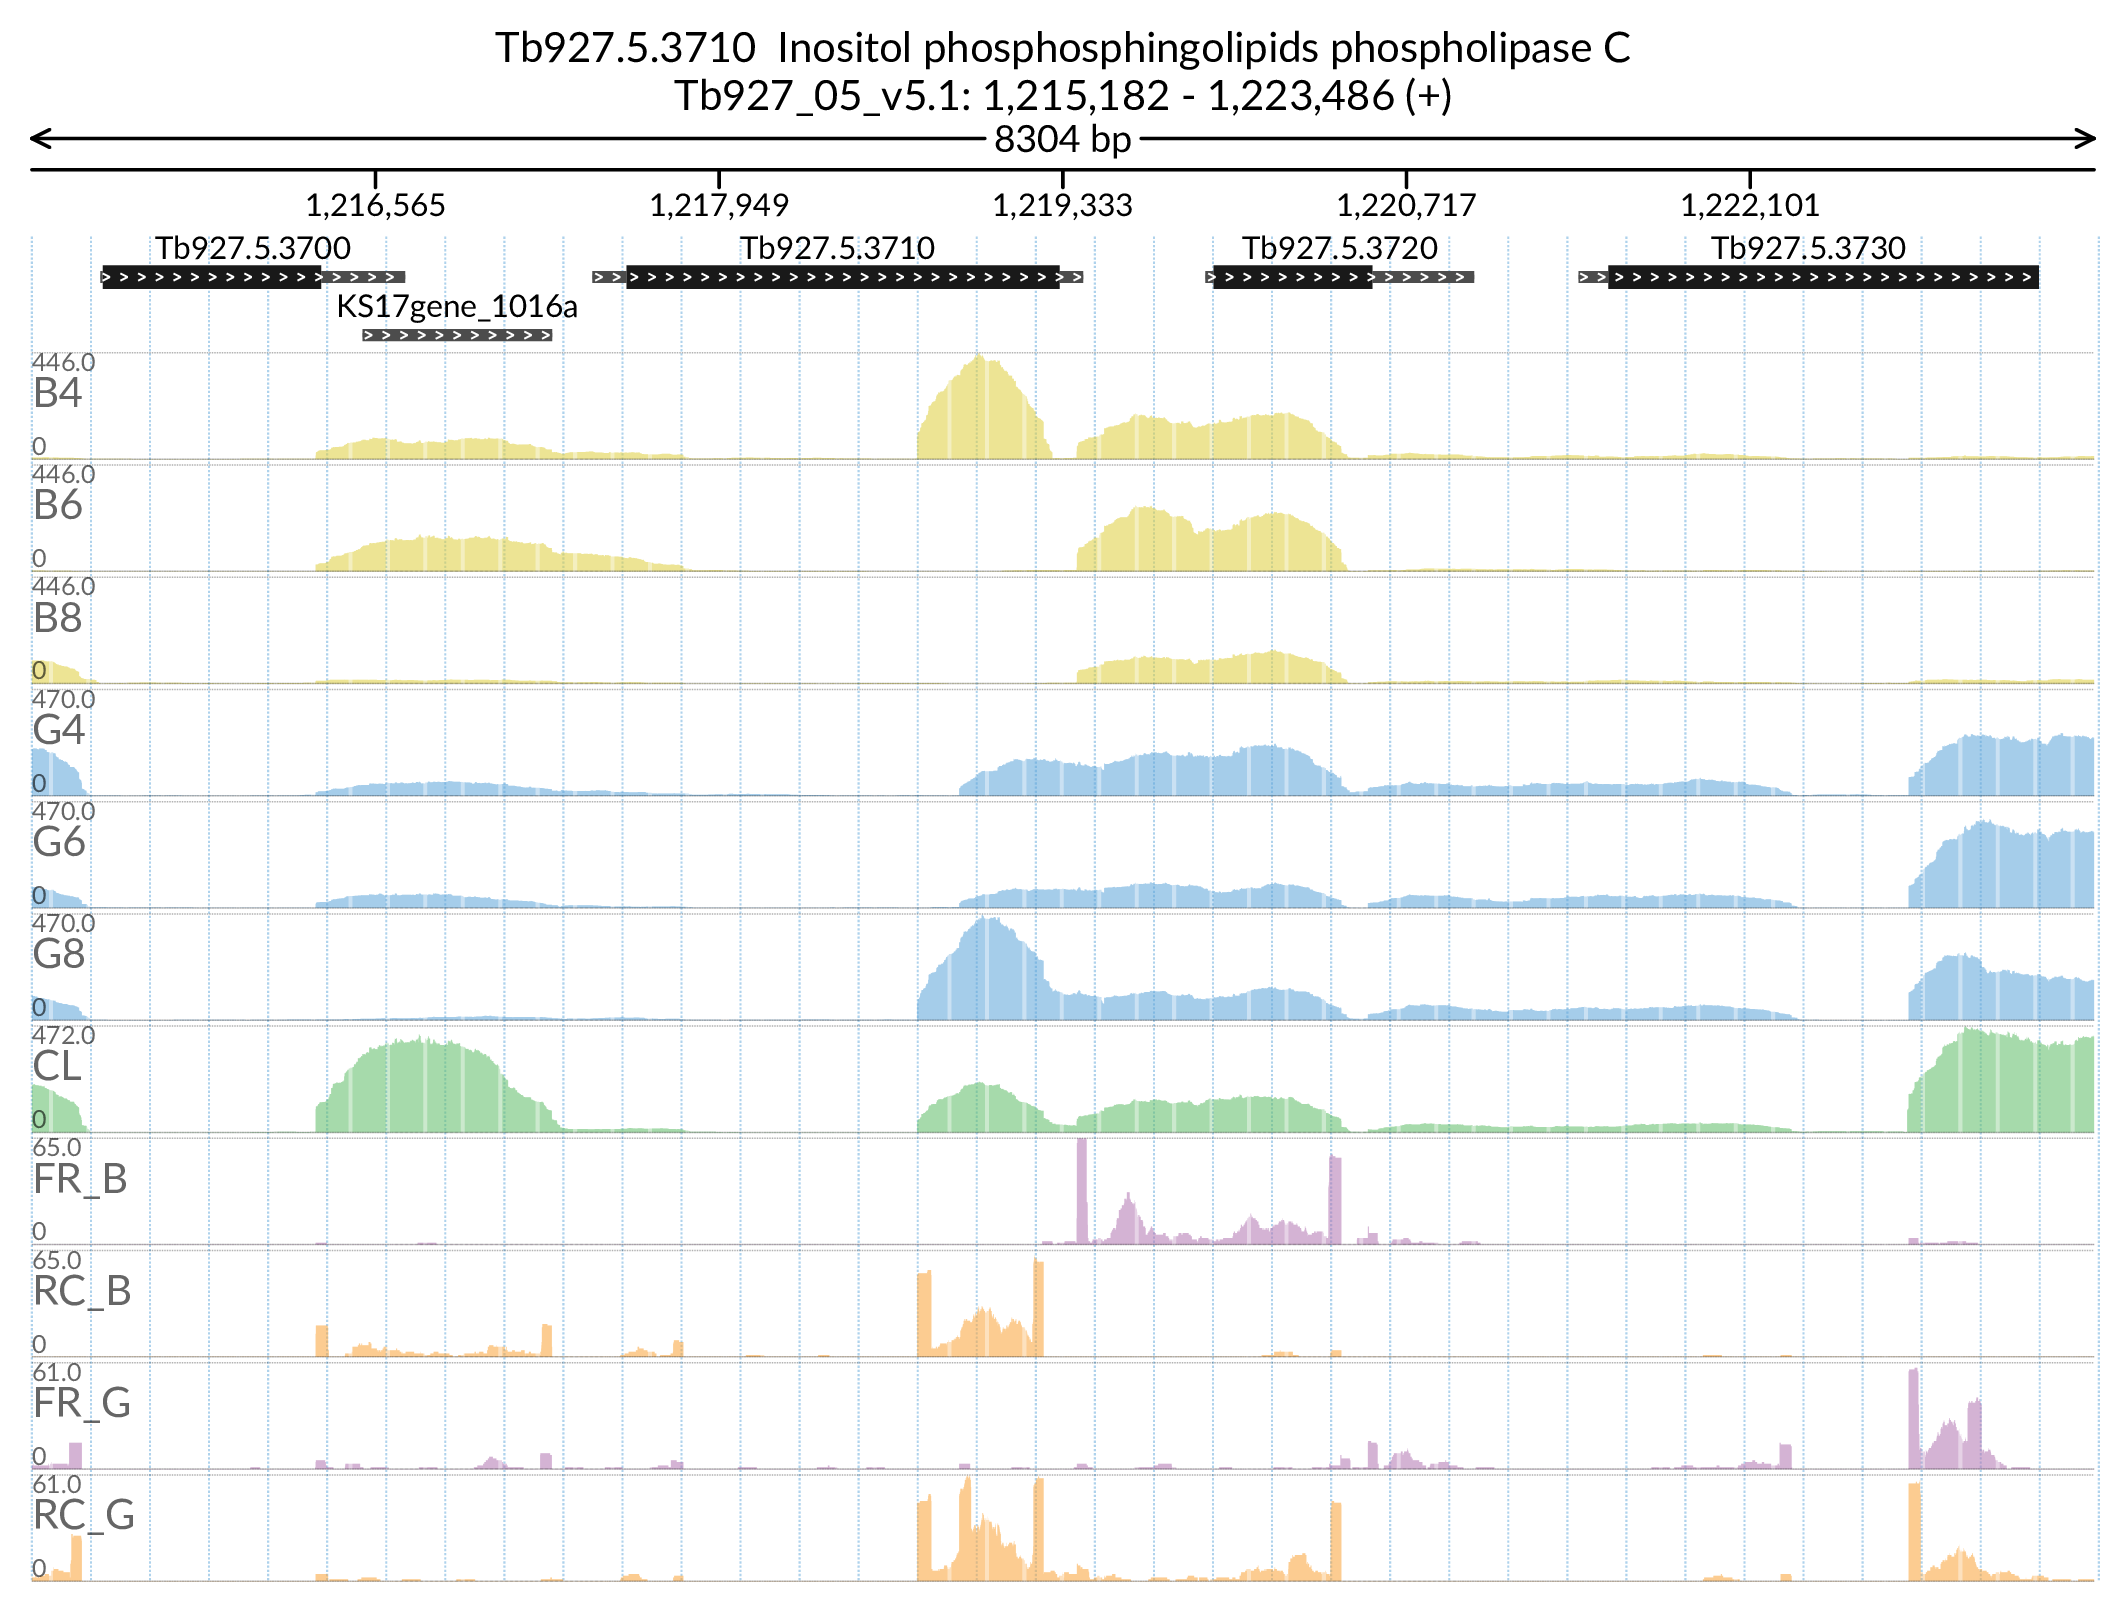 Tb927.5.3710 Inositol phosphosphingolipids phospholipase C
Tb927_05_v5.1: 1,215,182 - 1,223,486 (+)
8304 bp
1,216,565 1,217,949 1,219,333 1,220,717 1,222,101
Tb927.5.3700 Tb927.5.3710 Tb927.5.3720 Tb927.5.3730
KS17gene_1016a
446.0
B4
0
446.0
B6
0
446.0
B8
0
470.0
G4
0
470.0
G6
0
470.0
G8
0
472.0
CL
0
65.0
FR_B
0
65.0
RC_B
0
61.0
FR_G
0
61.0
RC_G
0